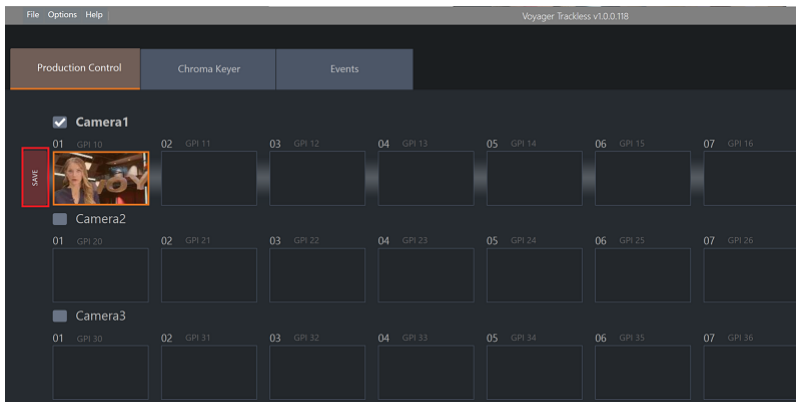 File Options Help Voyager Trackless v1.0.0.118
Production Control Chroma Keyer Events
Camera1
01 GPI 10 02 GPI 11 03 GPI 12 04 GPI 13 05 GPI 14 06 GPI 15 07 GPI 16
SAVE
Camera2
01 GPI 20 02 GPI 21 03 GPI 22 04 GPI 23 05 GPI 24 06 GPI 25 07 GPI 26
Camera3
01 GPI 30 02 GPI 31 03 GPI 32 04 GPI 33 05 GPI 34 06 GPI 35 07 GPI 36